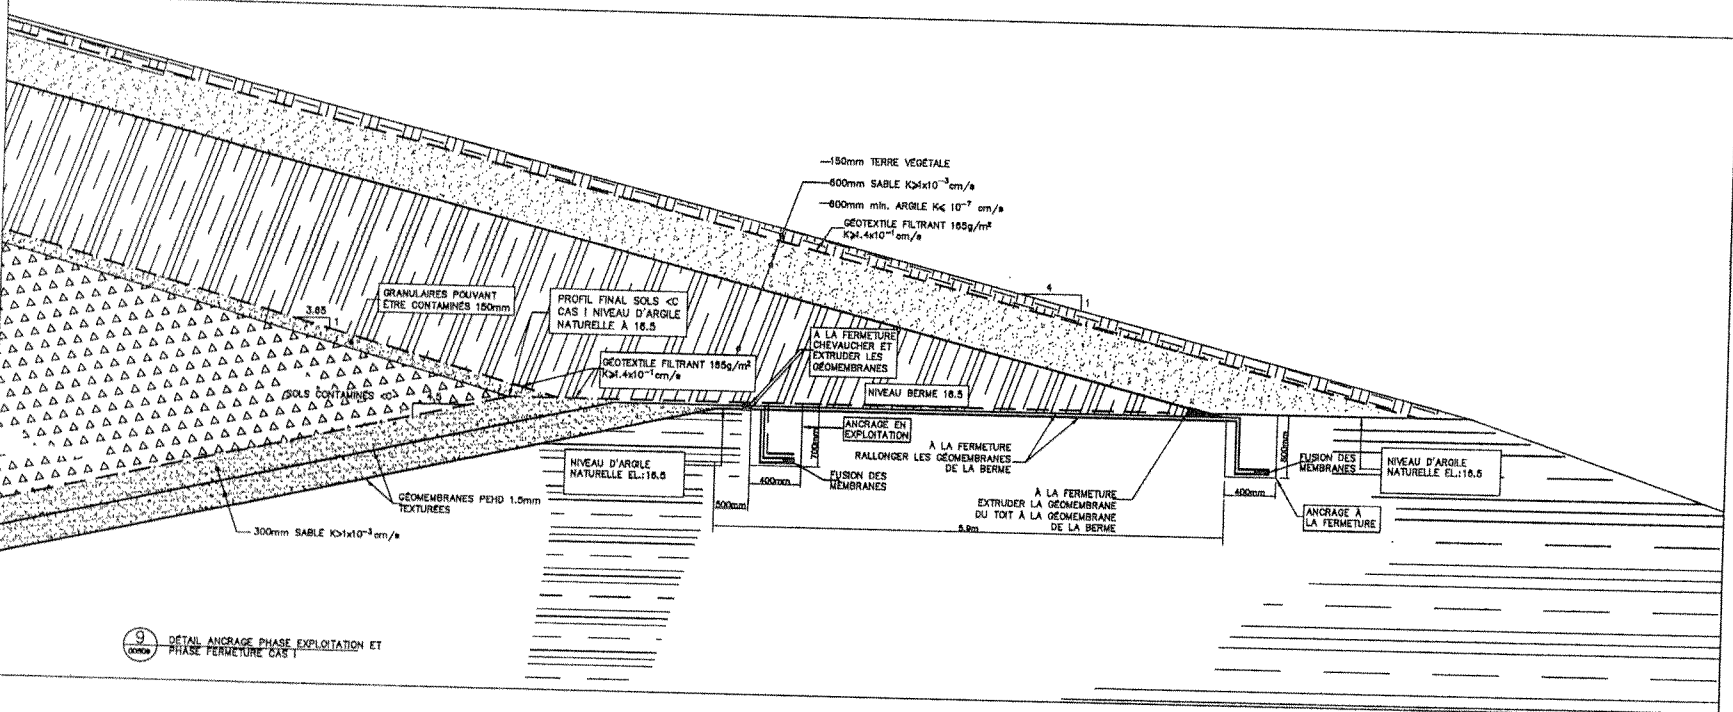 150mm TERRE VÉGÉTALE
600mm SABLE K>1x10⁻³cm/s
600mm min. ARGILE K≤ 10⁻⁷ cm/s
GÉOTEXTILE FILTRANT 165g/m²
K>1.4x10⁻¹cm/s
4
1
GRANULAIRES POUVANT
ÊTRE CONTAMINÉS 150mm
3.65
1
PROFIL FINAL SOLS <C
CAS I NIVEAU D'ARGILE
NATURELLE À 16.5
À LA FERMETURE
CHEVAUCHER ET
EXTRUDER LES
GÉOMEMBRANES
GÉOTEXTILE FILTRANT 165g/m²
K>1.4x10⁻¹cm/s
SOLS CONTAMINÉS <C
4.5
1
NIVEAU BERME 16.5
ANCRAGE EN
EXPLOITATION
700mm
400mm
500mm
FUSION DES
MEMBRANES
À LA FERMETURE
RALLONGER LES GÉOMEMBRANES
DE LA BERME
NIVEAU D'ARGILE
NATURELLE EL.:16.5
GÉOMEMBRANES PEHD 1.5mm
TEXTURÉES
300mm SABLE K>1x10⁻³cm/s
À LA FERMETURE
EXTRUDER LA GÉOMEMBRANE
DU TOIT À LA GÉOMEMBRANE
DE LA BERME
5.9m
400mm
FUSION DES
MEMBRANES
NIVEAU D'ARGILE
NATURELLE EL.:16.5
ANCRAGE À
LA FERMETURE
9
DÉTAIL ANCRAGE PHASE EXPLOITATION ET
PHASE FERMETURE CAS I